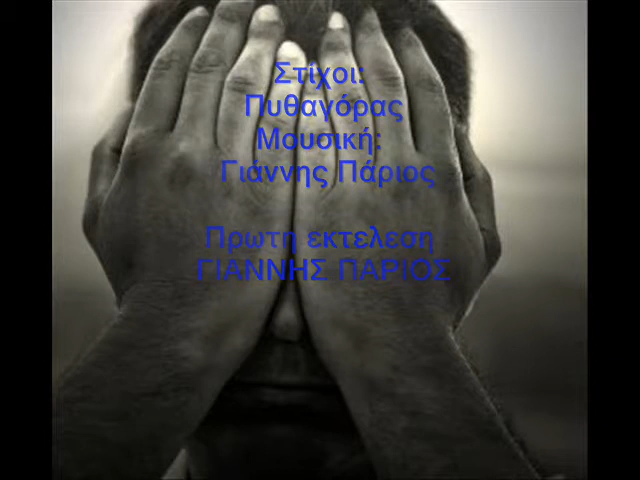 Στίχοι:
Πυθαγόρας
Μουσική:
Γιάννης Πάριος
Πρωτη εκτελεση
ΓΙΑΝΝΗΣ ΠΑΡΙΟΣ